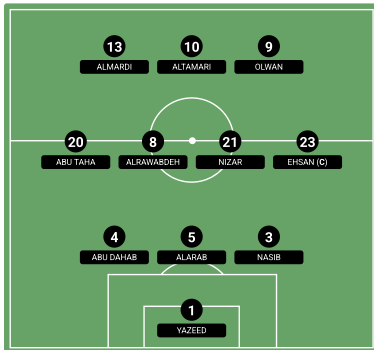 13 10 9
ALMARDI ALTAMARI OLWAN
20 8 21 23
ABU TAHA ALRAWABDEH NIZAR EHSAN (C)
4 5 3
ABU DAHAB ALARAB NASIB
1
YAZEED